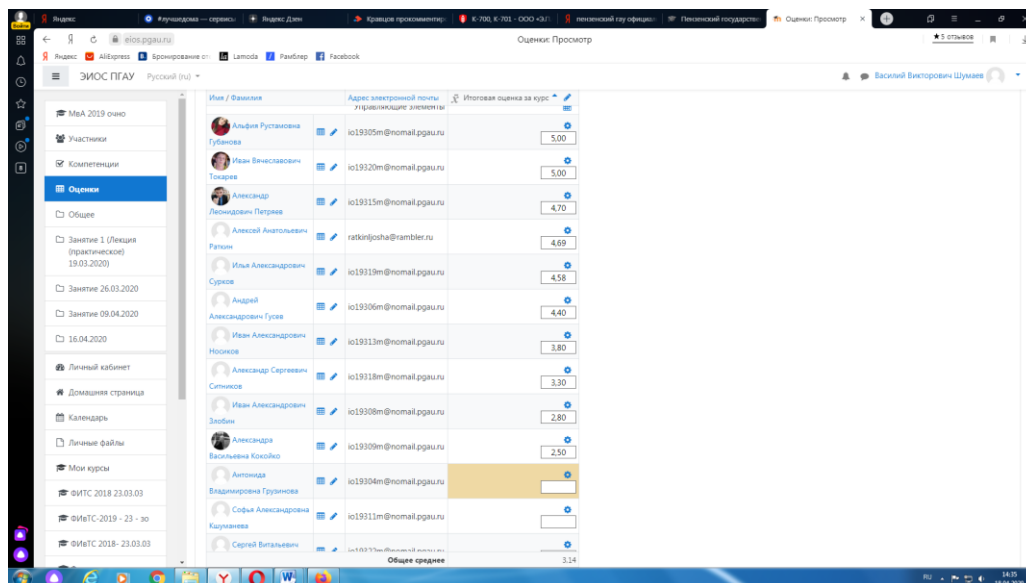 Яндекс
#лучшедома — сервисы
Яндекс Дзен
Кравцов прокомментир
К-700, К-701 - ООО «ЭЛ
пензенский гау официал
Пензенский государстве
Оценки: Просмотр
eios.pgau.ru
Оценки: Просмотр
★ 5 отзывов
Яндекс
AliExpress
Бронирование от
Lamoda
Рамблер
Facebook
ЭИОС ПГАУ
Русский (ru)
Василий Викторович Шумаев
МвА 2019 очно
Участники
Компетенции
Оценки
Общее
Занятие 1 (Лекция
(практическое)
19.03.2020)
Занятие 26.03.2020
Занятие 09.04.2020
16.04.2020
Личный кабинет
Домашняя страница
Календарь
Личные файлы
Мои курсы
ФИТС 2018 23.03.03
ФИвТС-2019 - 23 - зо
ФИвТС 2018- 23.03.03
Имя / Фамилия
Адрес электронной почты
Итоговая оценка за курс
Управляющие элементы
Альфия Рустамовна
Губанова
io19305m@nomail.pgau.ru
5,00
Иван Вячеславович
Токарев
io19320m@nomail.pgau.ru
5,00
Александр
Леонидович Петряев
io19315m@nomail.pgau.ru
4,70
Алексей Анатольевич
Раткин
ratkinljosha@rambler.ru
4,69
Илья Александрович
Сурков
io19319m@nomail.pgau.ru
4,58
Андрей
Александрович Гусев
io19306m@nomail.pgau.ru
4,40
Иван Александрович
Носиков
io19313m@nomail.pgau.ru
3,80
Александр Сергеевич
Ситников
io19318m@nomail.pgau.ru
3,30
Иван Александрович
Злобин
io19308m@nomail.pgau.ru
2,80
Александра
Васильевна Кокойко
io19309m@nomail.pgau.ru
2,50
Антонида
Владимировна Грузинова
io19304m@nomail.pgau.ru
Софья Александровна
Кшуманева
io19311m@nomail.pgau.ru
Сергей Витальевич
io19322m@nomail.pgau.ru
Общее среднее
3,14
RU
14:35